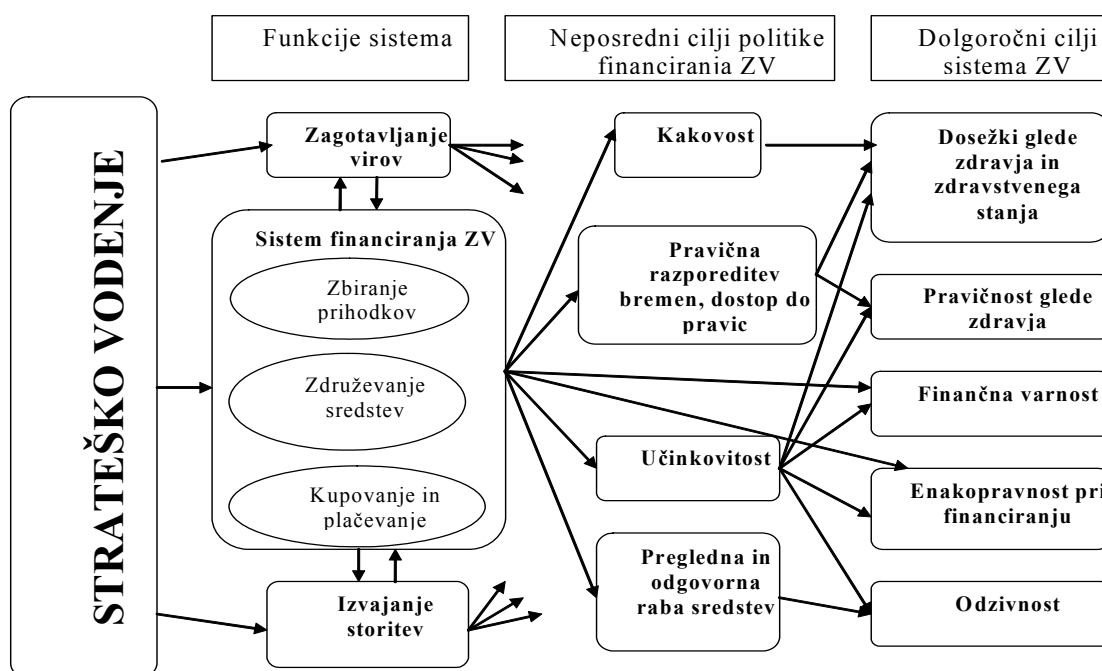 Funkcije sistema
Neposredni cilji politike
financiranja ZV
Dolgoročni cilji
sistema ZV
STRATEŠKO VODENJE
Zagotavljanje
virov
Sistem financiranja ZV
Zbiranje
prihodkov
Združevanje
sredstev
Kupovanje in
plačevanje
Izvajanje
storitev
Kakovost
Pravična
razporeditev
bremen, dostop do
pravic
Učinkovitost
Pregledna in
odgovorna
raba sredstev
Dosežki glede
zdravja in
zdravstvenega
stanja
Pravičnost glede
zdravja
Finančna varnost
Enakopravnost pri
financiranju
Odzivnost